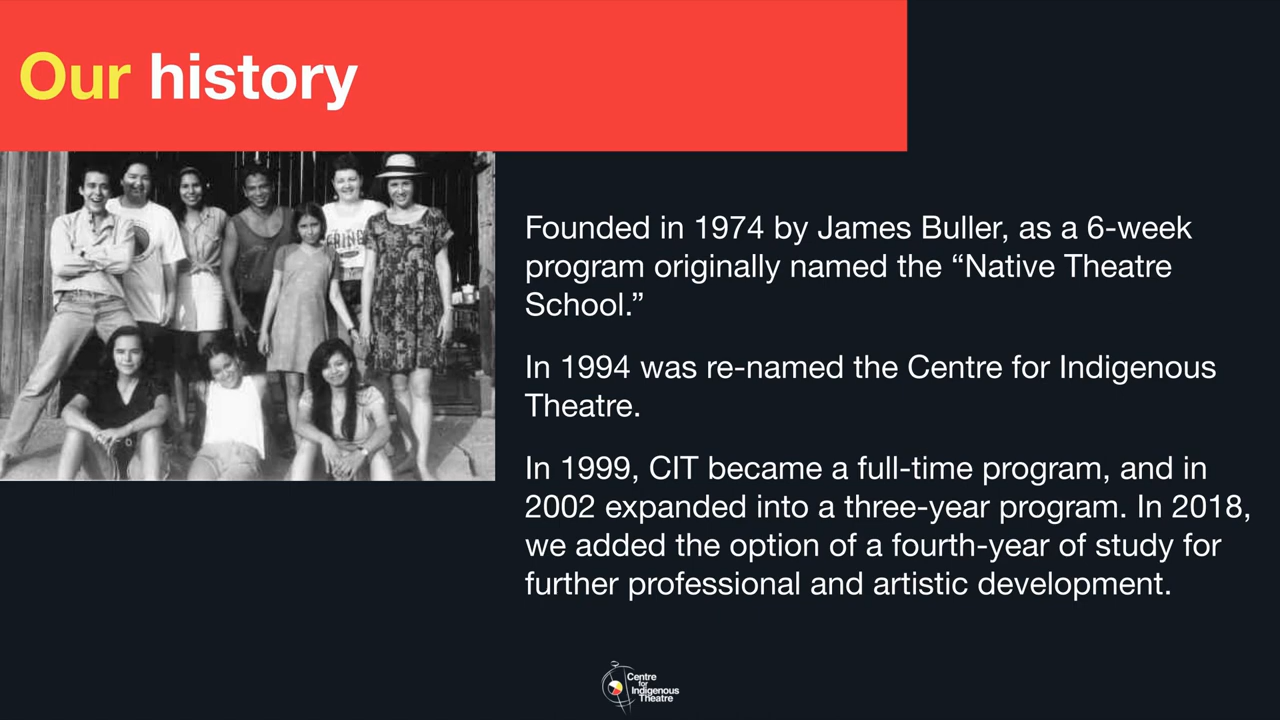 Our history
Founded in 1974 by James Buller, as a 6-week
program originally named the “Native Theatre
School.”
In 1994 was re-named the Centre for Indigenous
Theatre.
In 1999, CIT became a full-time program, and in
2002 expanded into a three-year program. In 2018,
we added the option of a fourth-year of study for
further professional and artistic development.
Centre
for
Indigenous
Theatre